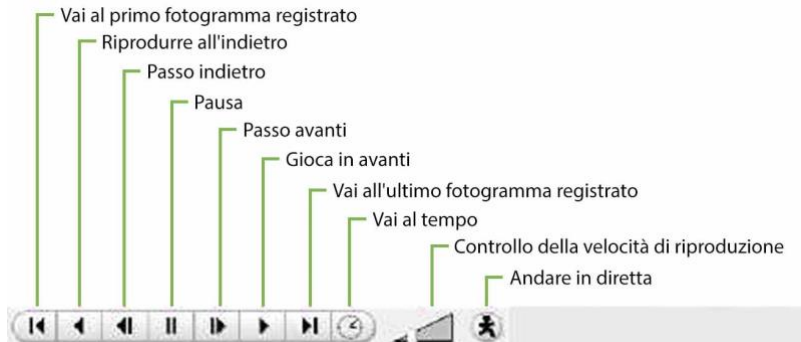 Vai al primo fotogramma registrato
Riprodurre all'indietro
Passo indietro
Pausa
Passo avanti
Gioca in avanti
Vai all'ultimo fotogramma registrato
Vai al tempo
Controllo della velocità di riproduzione
Andare in diretta